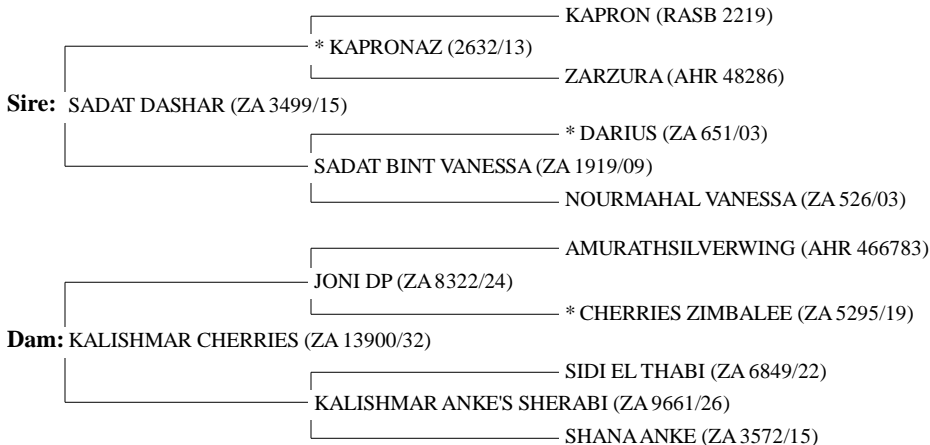 KAPRON (RASB 2219)
* KAPRONAZ (2632/13)
ZARZURA (AHR 48286)
Sire: SADAT DASHAR (ZA 3499/15)
* DARIUS (ZA 651/03)
SADAT BINT VANESSA (ZA 1919/09)
NOURMAHAL VANESSA (ZA 526/03)
AMURATHSILVERWING (AHR 466783)
JONI DP (ZA 8322/24)
* CHERRIES ZIMBALEE (ZA 5295/19)
Dam: KALISHMAR CHERRIES (ZA 13900/32)
SIDI EL THABI (ZA 6849/22)
KALISHMAR ANKE'S SHERABI (ZA 9661/26)
SHANA ANKE (ZA 3572/15)